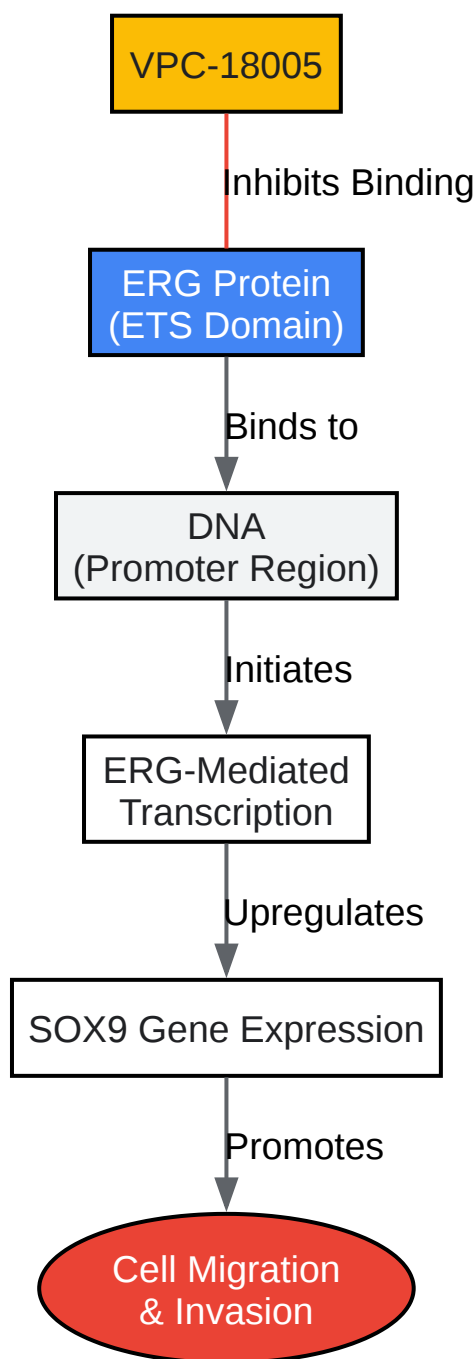 VPC-18005
Inhibits Binding
ERG Protein
(ETS Domain)
Binds to
DNA
(Promoter Region)
Initiates
ERG-Mediated
Transcription
Upregulates
SOX9 Gene Expression
Promotes
Cell Migration
& Invasion